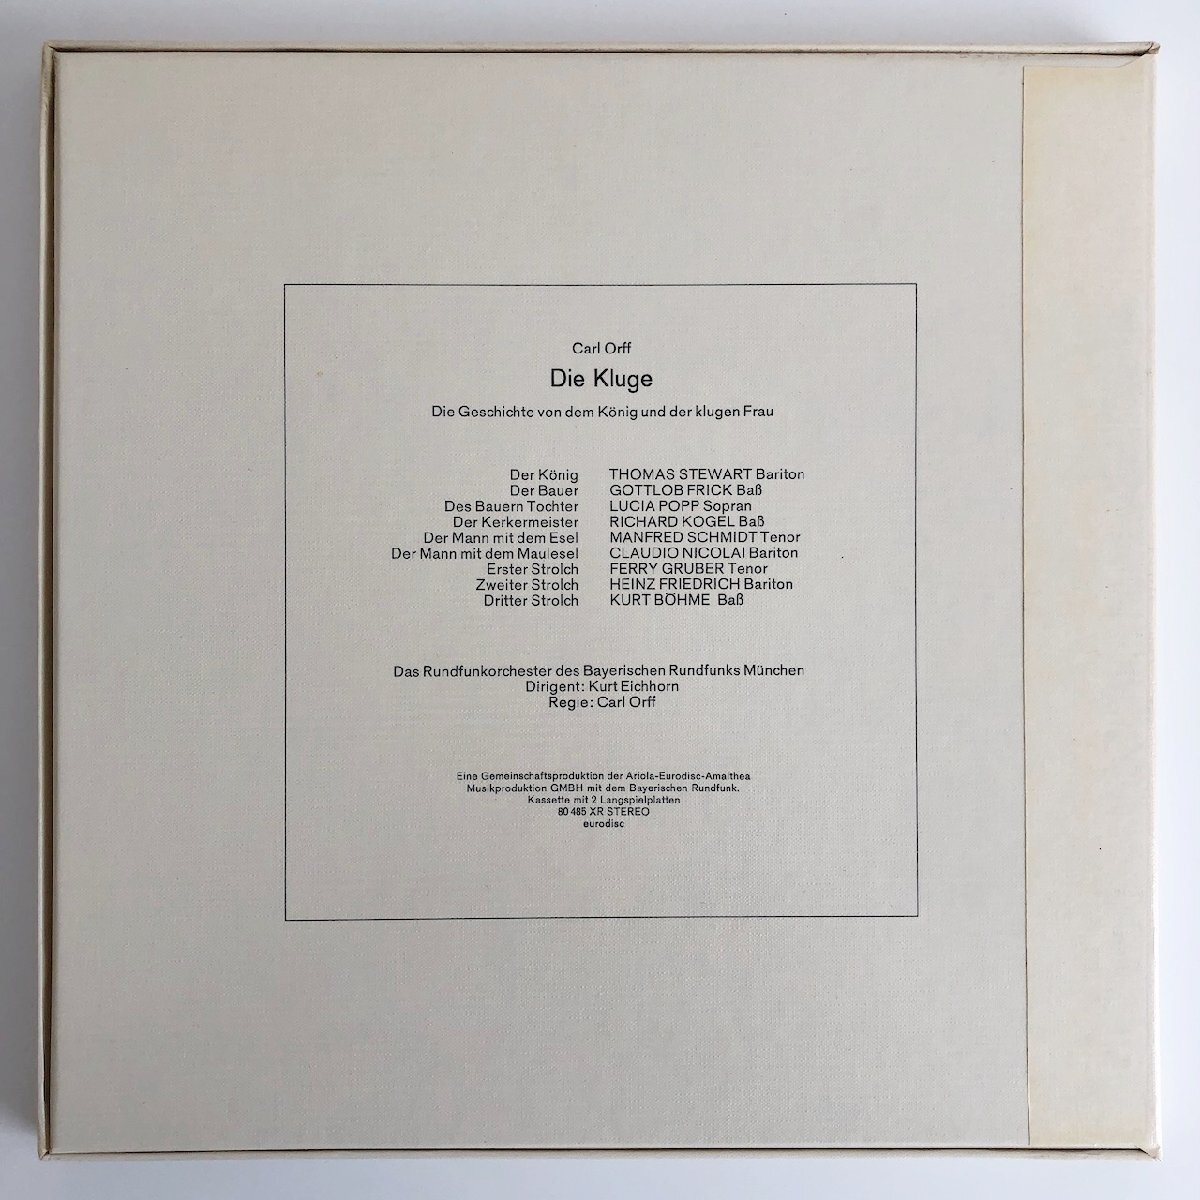 Carl Orff
Die Kluge
Die Geschichte von dem König und der klugen Frau
Der König THOMAS STEWART Bariton
Der Bauer GOTTLOB FRICK Baß
Des Bauern Tochter LUCIA POPP Sopran
Der Kerkermeister RICHARD KOGEL Baß
Der Mann mit dem Esel MANFRED SCHMIDT Tenor
Der Mann mit dem Maulesel CLAUDIO NICOLAI Bariton
Erster Strolch FERRY GRUBER Tenor
Zweiter Strolch HEINZ FRIEDRICH Bariton
Dritter Strolch KURT BÖHME Baß
Das Rundfunkorchester des Bayerischen Rundfunks München
Dirigent: Kurt Eichhorn
Regie: Carl Orff
Eine Gemeinschaftsproduktion der Ariola-Eurodisc-Amalthea
Musikproduktion GMBH mit dem Bayerischen Rundfunk.
Kassette mit 2 Langspielplatten
80 485 XR STEREO
eurodisc